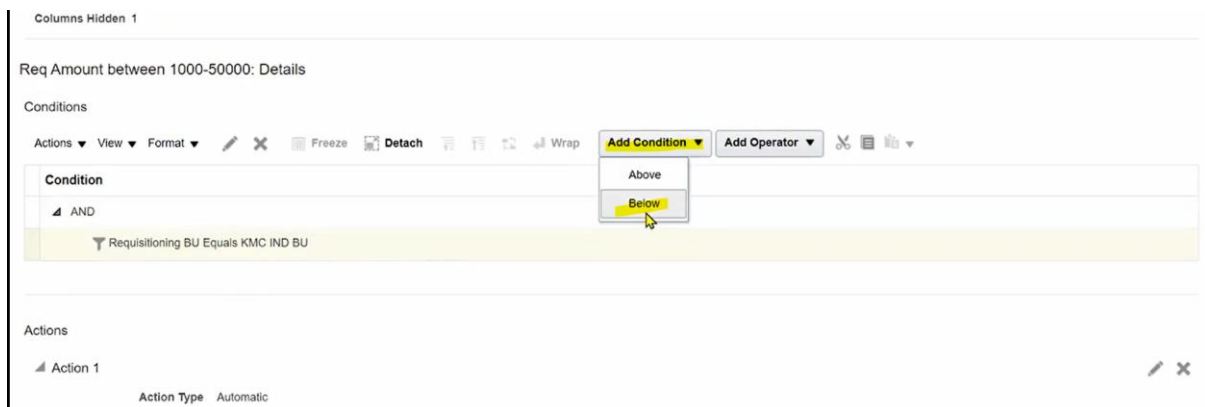 Columns Hidden 1
Req Amount between 1000-50000: Details
Conditions
Actions View Format Freeze Detach Wrap Add Condition Add Operator
Above
Below
Condition
AND
Requisitioning BU Equals KMC IND BU
Actions
Action 1
Action Type Automatic